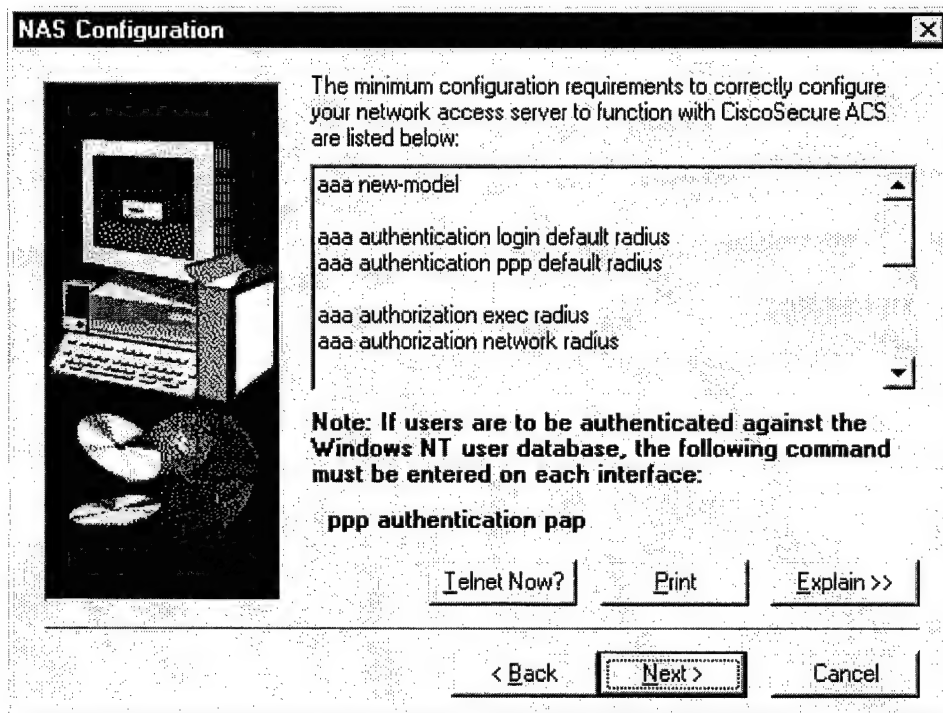 NAS Configuration
The minimum configuration requirements to correctly configure
your network access server to function with CiscoSecure ACS
are listed below:
aaa new-model
aaa authentication login default radius
aaa authentication ppp default radius
aaa authorization exec radius
aaa authorization network radius
Note: If users are to be authenticated against the
Windows NT user database, the following command
must be entered on each interface:
ppp authentication pap
Telnet Now?
Print
Explain >>
< Back
Next >
Cancel